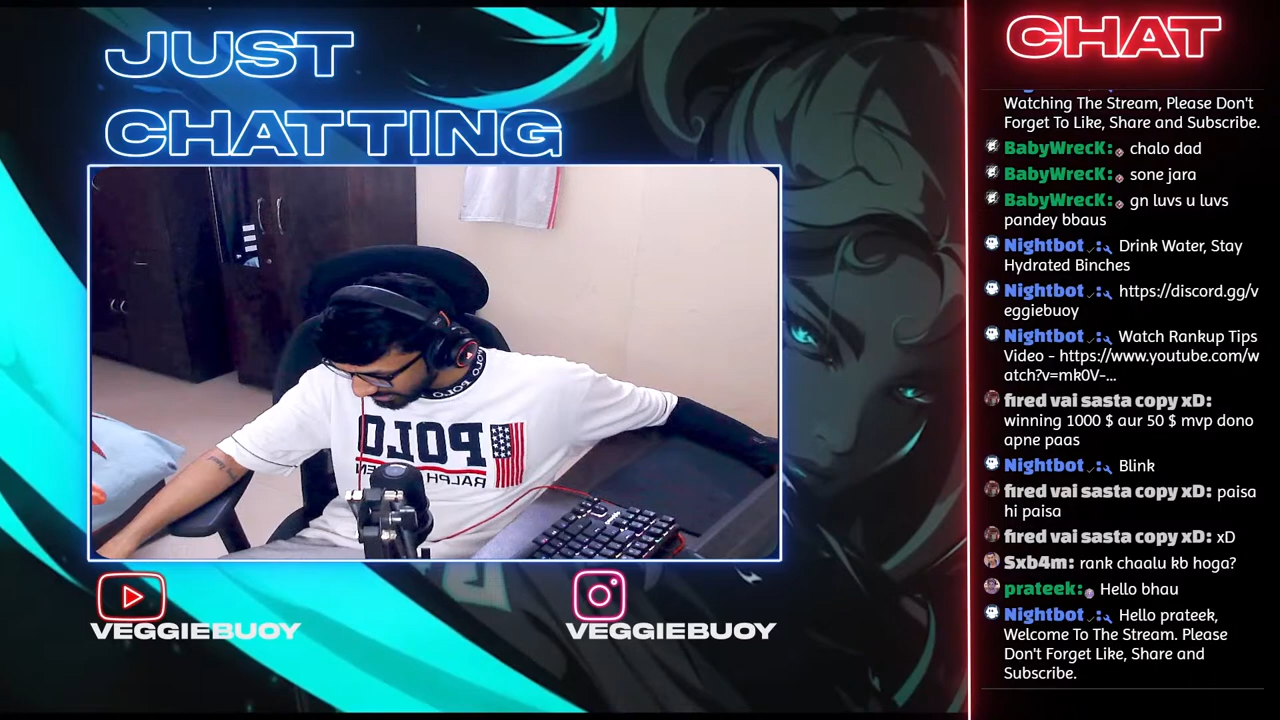 JUST
CHATTING
POLO
RALPH
VEGGIEBUOY
VEGGIEBUOY
CHAT
Watching The Stream, Please Don't
Forget To Like, Share and Subscribe.
BabyWrecK: chalo dad
BabyWrecK: sone jara
BabyWrecK: gn luvs u luvs
pandey bbaus
Nightbot : Drink Water, Stay
Hydrated Binches
Nightbot : https://discord.gg/v
eggiebuoy
Nightbot : Watch Rankup Tips
Video - https://www.youtube.com/w
atch?v=mk0V-...
fired vai sasta copy xD:
winning 1000 $ aur 50 $ mvp dono
apne paas
Nightbot : Blink
fired vai sasta copy xD: paisa
hi paisa
fired vai sasta copy xD: xD
Sxb4m: rank chaalu kb hoga?
prateek: Hello bhau
Nightbot : Hello prateek,
Welcome To The Stream. Please
Don't Forget Like, Share and
Subscribe.